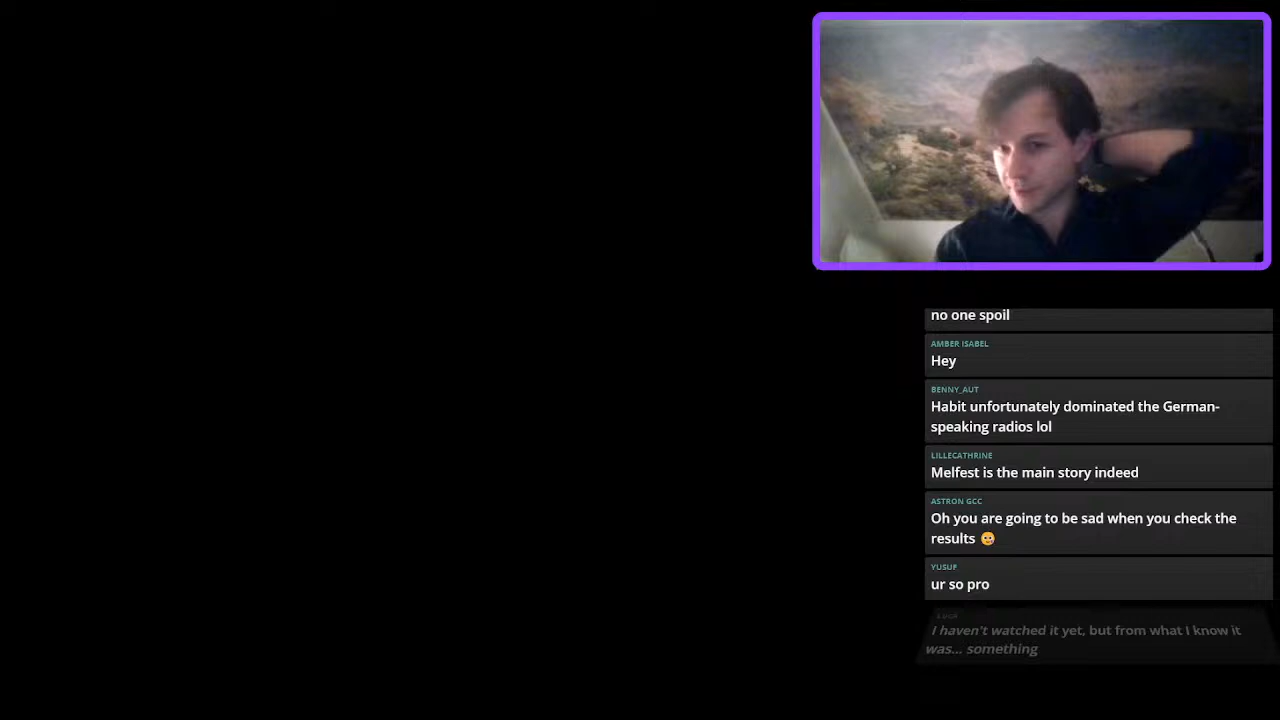 no one spoil
AMBER ISABEL
Hey
BENNY_AUT
Habit unfortunately dominated the German-
speaking radios lol
LILLECATHRINE
Melfest is the main story indeed
ASTRON GCC
Oh you are going to be sad when you check the
results 😬
YUSUF
ur so pro
I haven't watched it yet, but from what I know it
was... something